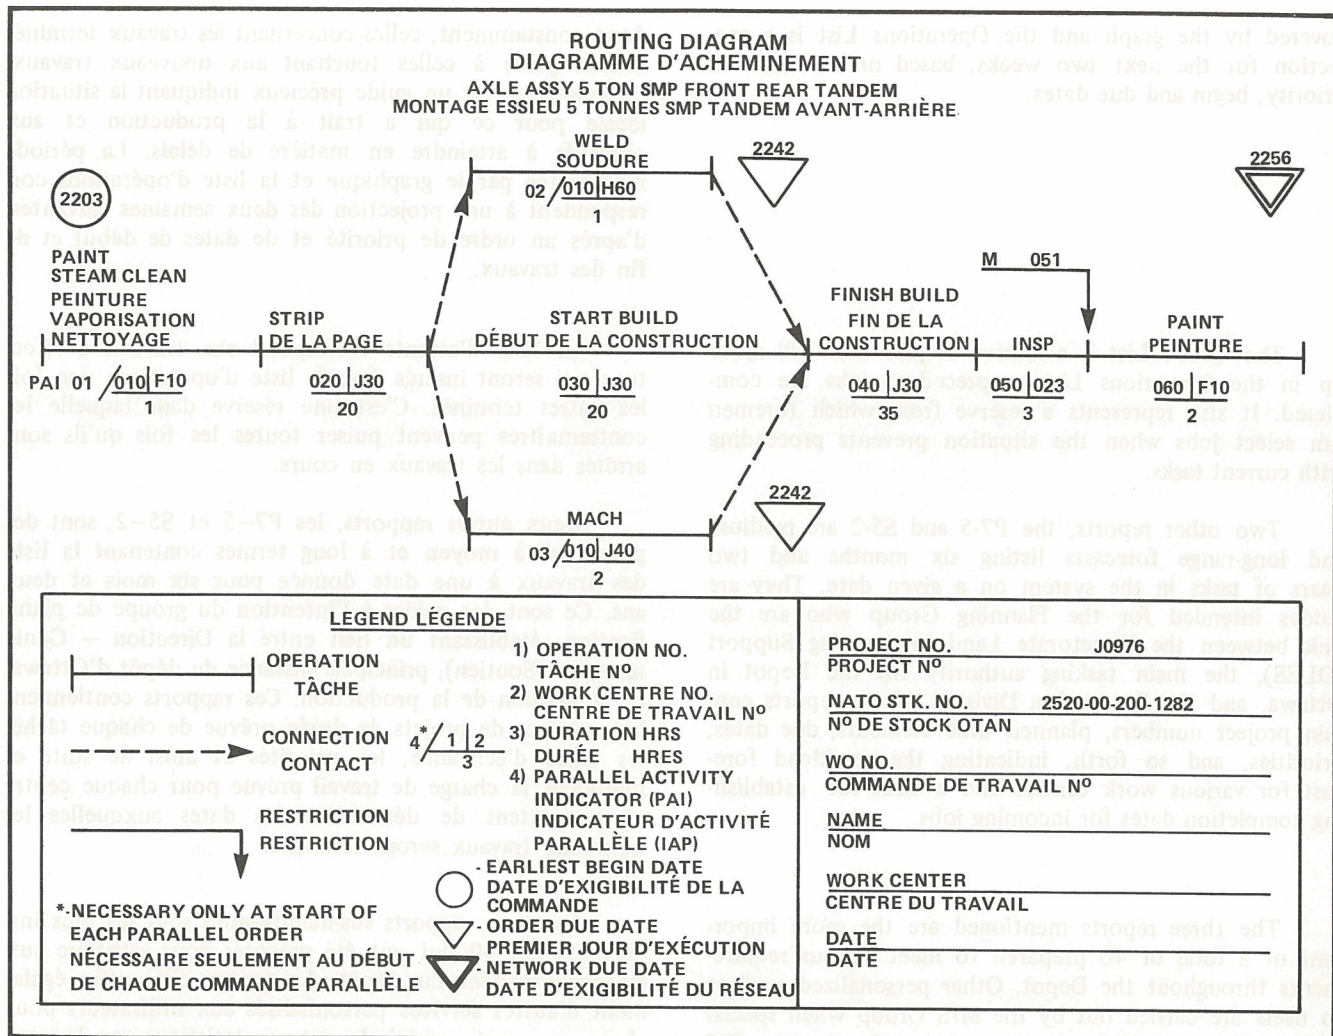 ROUTING DIAGRAM
DIAGRAMME D'ACHEMINEMENT
AXLE ASSY 5 TON SMP FRONT REAR TANDEM
MONTAGE ESSIEU 5 TONNES SMP TANDEM AVANT-ARRIÈRE
WELD
SOUDURE
02/010 H60
1
2242
2256
2203
PAINT
STEAM CLEAN
PEINTURE
VAPORISATION
NETTOYAGE
PAI 01 /010 F10
1
STRIP
DE LA PAGE
020 J30
20
START BUILD
DÉBUT DE LA CONSTRUCTION
030 J30
20
FINISH BUILD
FIN DE LA
CONSTRUCTION
040 J30
35
M 051
INSP
050 023
3
PAINT
PEINTURE
060 F10
2
2242
MACH
03/010 J40
2
LEGEND LÉGENDE
OPERATION
TÂCHE
CONNECTION
CONTACT
RESTRICTION
RESTRICTION
*-NECESSARY ONLY AT START OF
EACH PARALLEL ORDER
NÉCESSAIRE SEULEMENT AU DÉBUT
DE CHAQUE COMMANDE PARALLÈLE
4*/1 2
3
1) OPERATION NO.
TÂCHE Nº
2) WORK CENTRE NO.
CENTRE DE TRAVAIL Nº
3) DURATION HRS
DURÉE HRES
4) PARALLEL ACTIVITY
INDICATOR (PAI)
INDICATEUR D'ACTIVITÉ
PARALLÈLE (IAP)
- EARLIEST BEGIN DATE
DATE D'EXIGIBILITÉ DE LA
COMMANDE
- ORDER DUE DATE
PREMIER JOUR D'EXÉCUTION
- NETWORK DUE DATE
DATE D'EXIGIBILITÉ DU RÉSEAU
PROJECT NO. J0976
PROJECT Nº
NATO STK. NO. 2520-00-200-1282
Nº DE STOCK OTAN
WO NO.
COMMANDE DE TRAVAIL Nº
NAME
NOM
WORK CENTER
CENTRE DU TRAVAIL
DATE
DATE